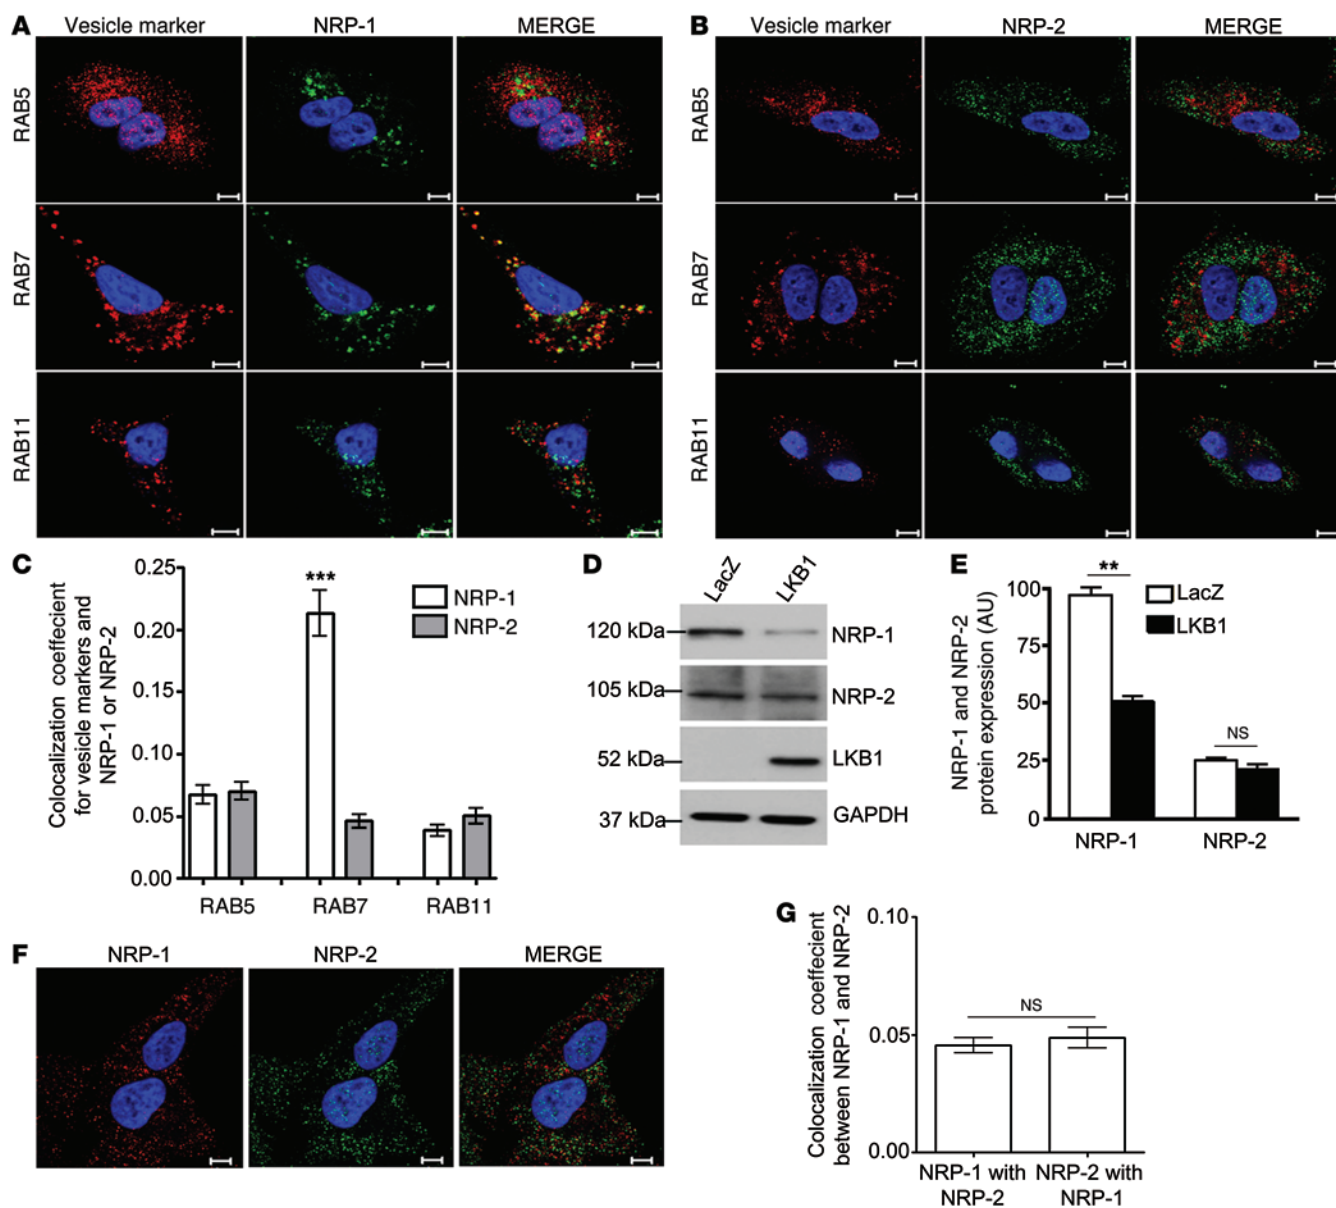 A
Vesicle marker NRP-1 MERGE
RAB5
RAB7
RAB11
B
Vesicle marker NRP-2 MERGE
RAB5
RAB7
RAB11
C
Colocalization coeffecient
for vesicle markers and
NRP-1 or NRP-2
0.25
0.20
0.15
0.10
0.05
0.00
***
NRP-1
NRP-2
RAB5 RAB7 RAB11
D
LacZ LKB1
120 kDa NRP-1
105 kDa NRP-2
52 kDa LKB1
37 kDa GAPDH
E
NRP-1 and NRP-2
protein expression (AU)
100
75
50
25
0
**
NS
LacZ
LKB1
NRP-1 NRP-2
F
NRP-1 NRP-2 MERGE
G
Colocalization coeffecient
between NRP-1 and NRP-2
0.10
0.05
0.00
NS
NRP-1 with
NRP-2
NRP-2 with
NRP-1